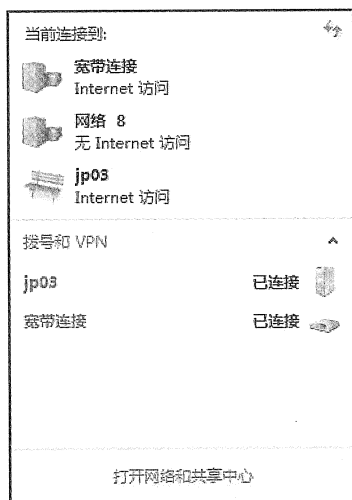 当前连接到:
宽带连接
Internet 访问
网络 8
无 Internet 访问
jp03
Internet 访问
拨号和 VPN
jp03 已连接
宽带连接 已连接
打开网络和共享中心